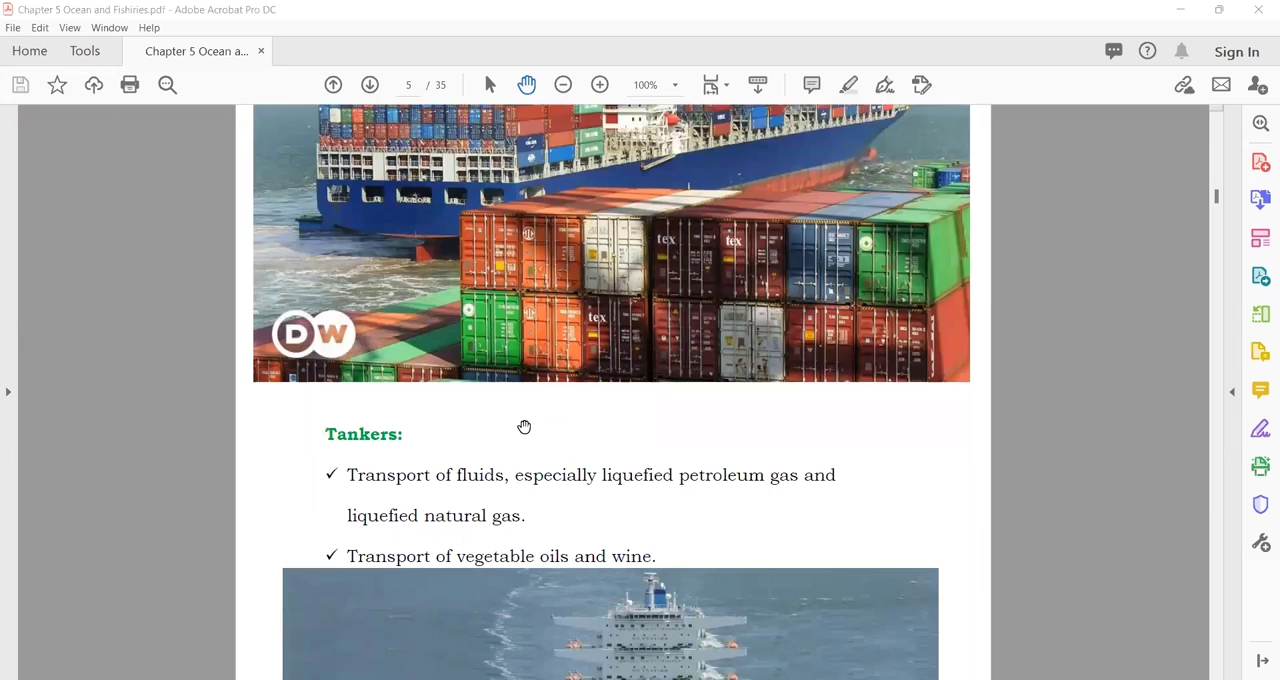 Chapter 5 Ocean and Fishiries.pdf - Adobe Acrobat Pro DC
File Edit View Window Help
Home Tools Chapter 5 Ocean a... × Sign In
5 / 35 100%
tex tex
tex
DW
Tankers:
✓ Transport of fluids, especially liquefied petroleum gas and
liquefied natural gas.
✓ Transport of vegetable oils and wine.